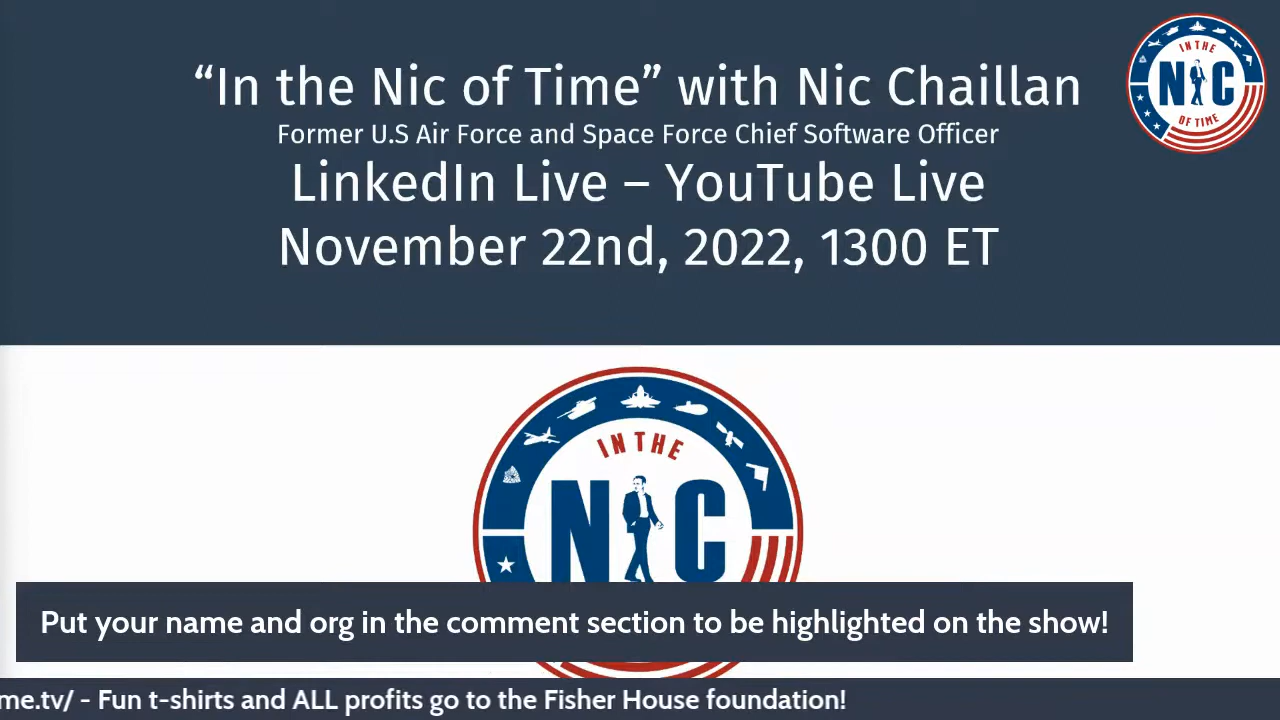 “In the Nic of Time” with Nic Chaillan
IN THE
NIC
OF TIME
Former U.S Air Force and Space Force Chief Software Officer
LinkedIn Live – YouTube Live
November 22nd, 2022, 1300 ET
IN THE
NIC
Put your name and org in the comment section to be highlighted on the show!
me.tv/ - Fun t-shirts and ALL profits go to the Fisher House foundation!